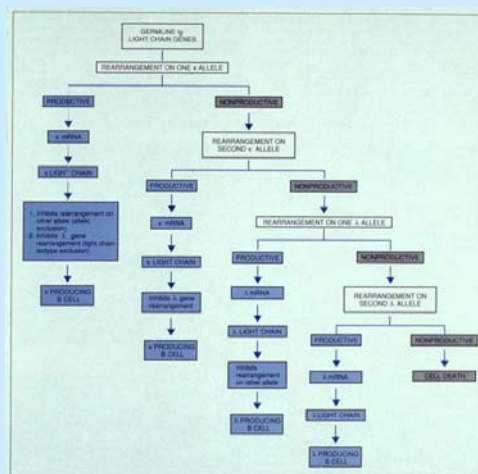 GERMLINE Ig
LIGHT CHAIN GENES
REARRANGEMENT ON ONE κ ALLELE
PRODUCTIVE
NONPRODUCTIVE
κ mRNA
κ LIGHT CHAIN
1. Inhibits rearrangement on
other allele (allelic
exclusion)
2. Inhibits λ gene
rearrangement (light chain
isotype exclusion)
κ PRODUCING
B CELL
REARRANGEMENT ON
SECOND κ ALLELE
PRODUCTIVE
NONPRODUCTIVE
κ mRNA
κ LIGHT CHAIN
Inhibits λ gene
rearrangement
κ PRODUCING
B CELL
REARRANGEMENT ON ONE λ ALLELE
PRODUCTIVE
NONPRODUCTIVE
λ mRNA
λ LIGHT CHAIN
Inhibits
rearrangement
on other allele
λ PRODUCING
B CELL
REARRANGEMENT ON
SECOND λ ALLELE
PRODUCTIVE
NONPRODUCTIVE
λ mRNA
CELL DEATH
λ LIGHT CHAIN
λ PRODUCING
B CELL